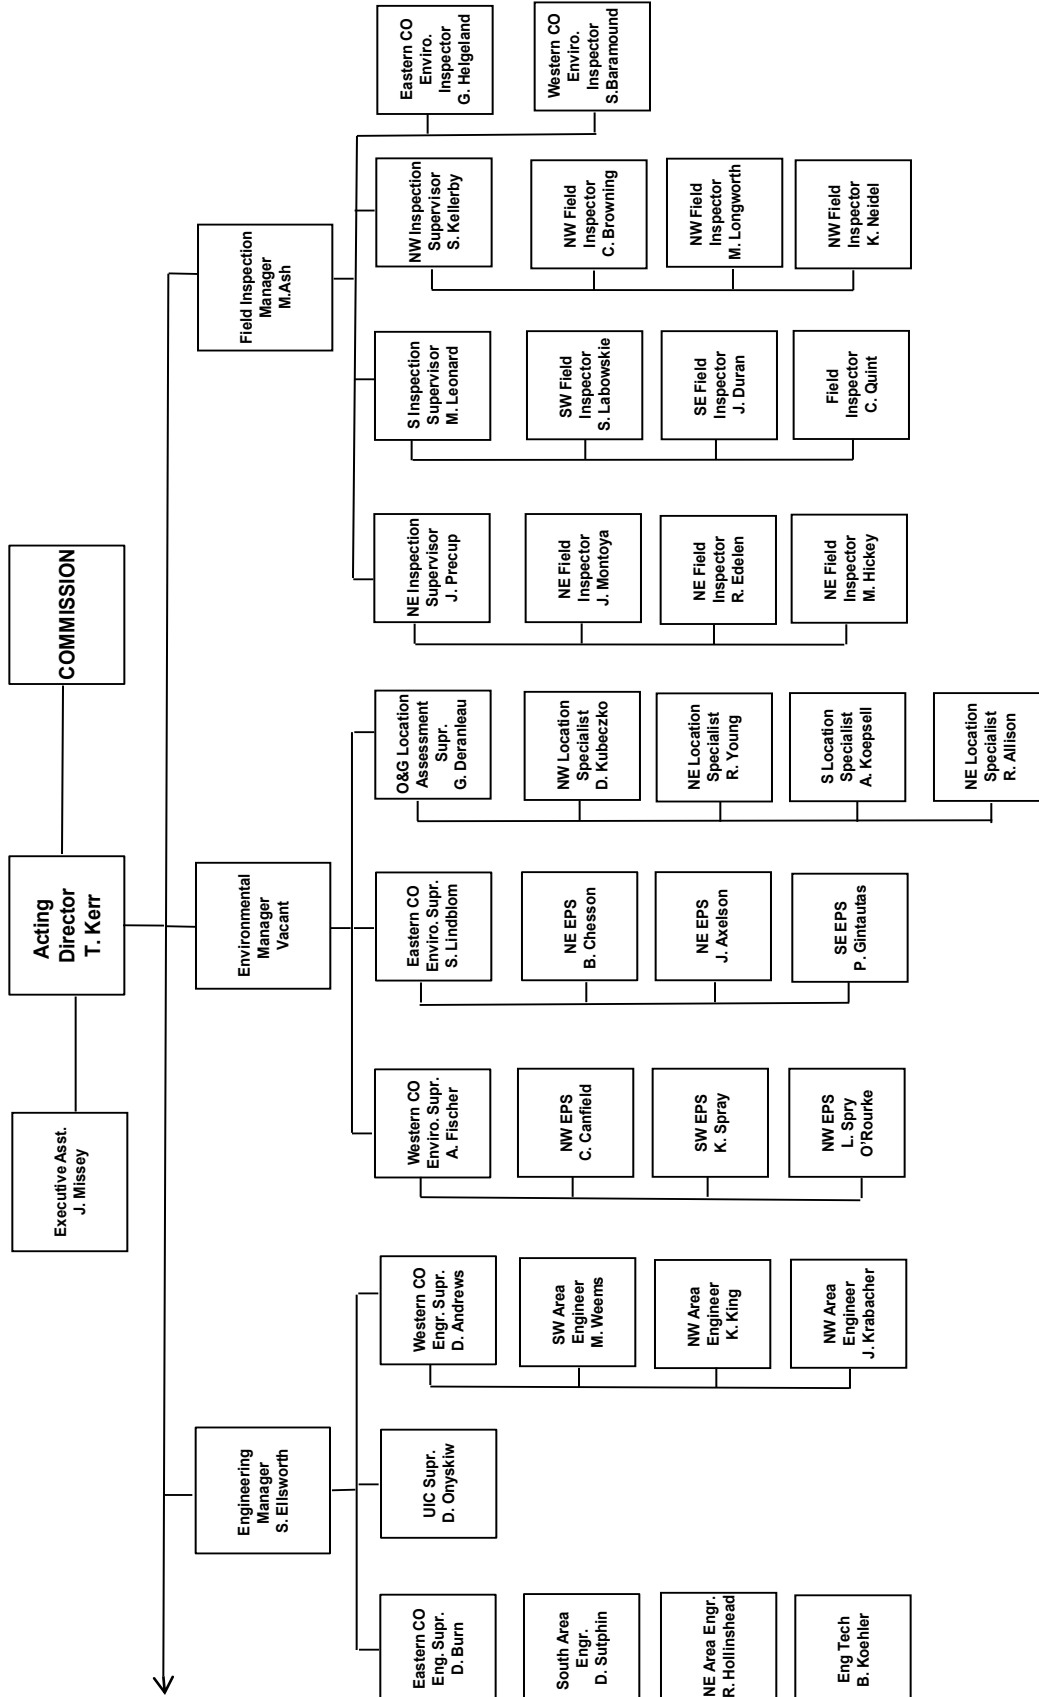 Executive Asst.
J. Missey
Acting
Director
T. Kerr
COMMISSION
Engineering
Manager
S. Ellsworth
Environmental
Manager
Vacant
Field Inspection
Manager
M.Ash
Eastern CO
Eng. Supr.
D. Burn
South Area
Engr.
D. Sutphin
NE Area Engr.
R. Hollinshead
Eng Tech
B. Koehler
UIC Supr.
D. Onyskiw
Western CO
Engr. Supr.
D. Andrews
SW Area
Engineer
M. Weems
NW Area
Engineer
K. King
NW Area
Engineer
J. Krabacher
Western CO
Enviro. Supr.
A. Fischer
NW EPS
C. Canfield
SW EPS
K. Spray
NW EPS
L. Spry
O'Rourke
Eastern CO
Enviro. Supr.
S. Lindblom
NE EPS
B. Chesson
NE EPS
J. Axelson
SE EPS
P. Gintautas
O&G Location
Assessment
Supr.
G. Deranleau
NW Location
Specialist
D. Kubeczko
NE Location
Specialist
R. Young
S Location
Specialist
A. Koepsell
NE Location
Specialist
R. Allison
NE Inspection
Supervisor
J. Precup
NE Field
Inspector
J. Montoya
NE Field
Inspector
R. Edelen
NE Field
Inspector
M. Hickey
S Inspection
Supervisor
M. Leonard
SW Field
Inspector
S. Labowskie
SE Field
Inspector
J. Duran
Field
Inspector
C. Quint
NW Inspection
Supervisor
S. Kellerby
NW Field
Inspector
C. Browning
NW Field
Inspector
M. Longworth
NW Field
Inspector
K. Neidel
Eastern CO
Enviro.
Inspector
G. Helgeland
Western CO
Enviro.
Inspector
S.Baramound